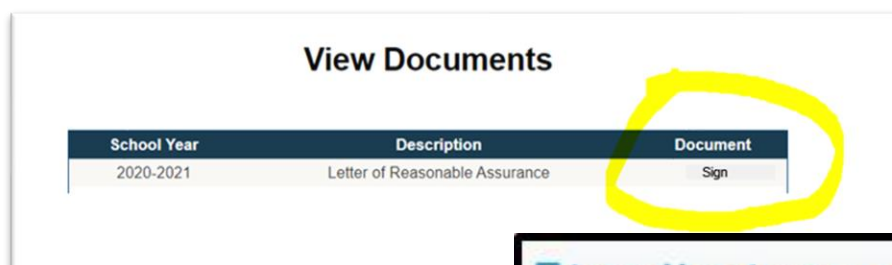 View Documents
School Year Description Document
2020-2021 Letter of Reasonable Assurance Sign